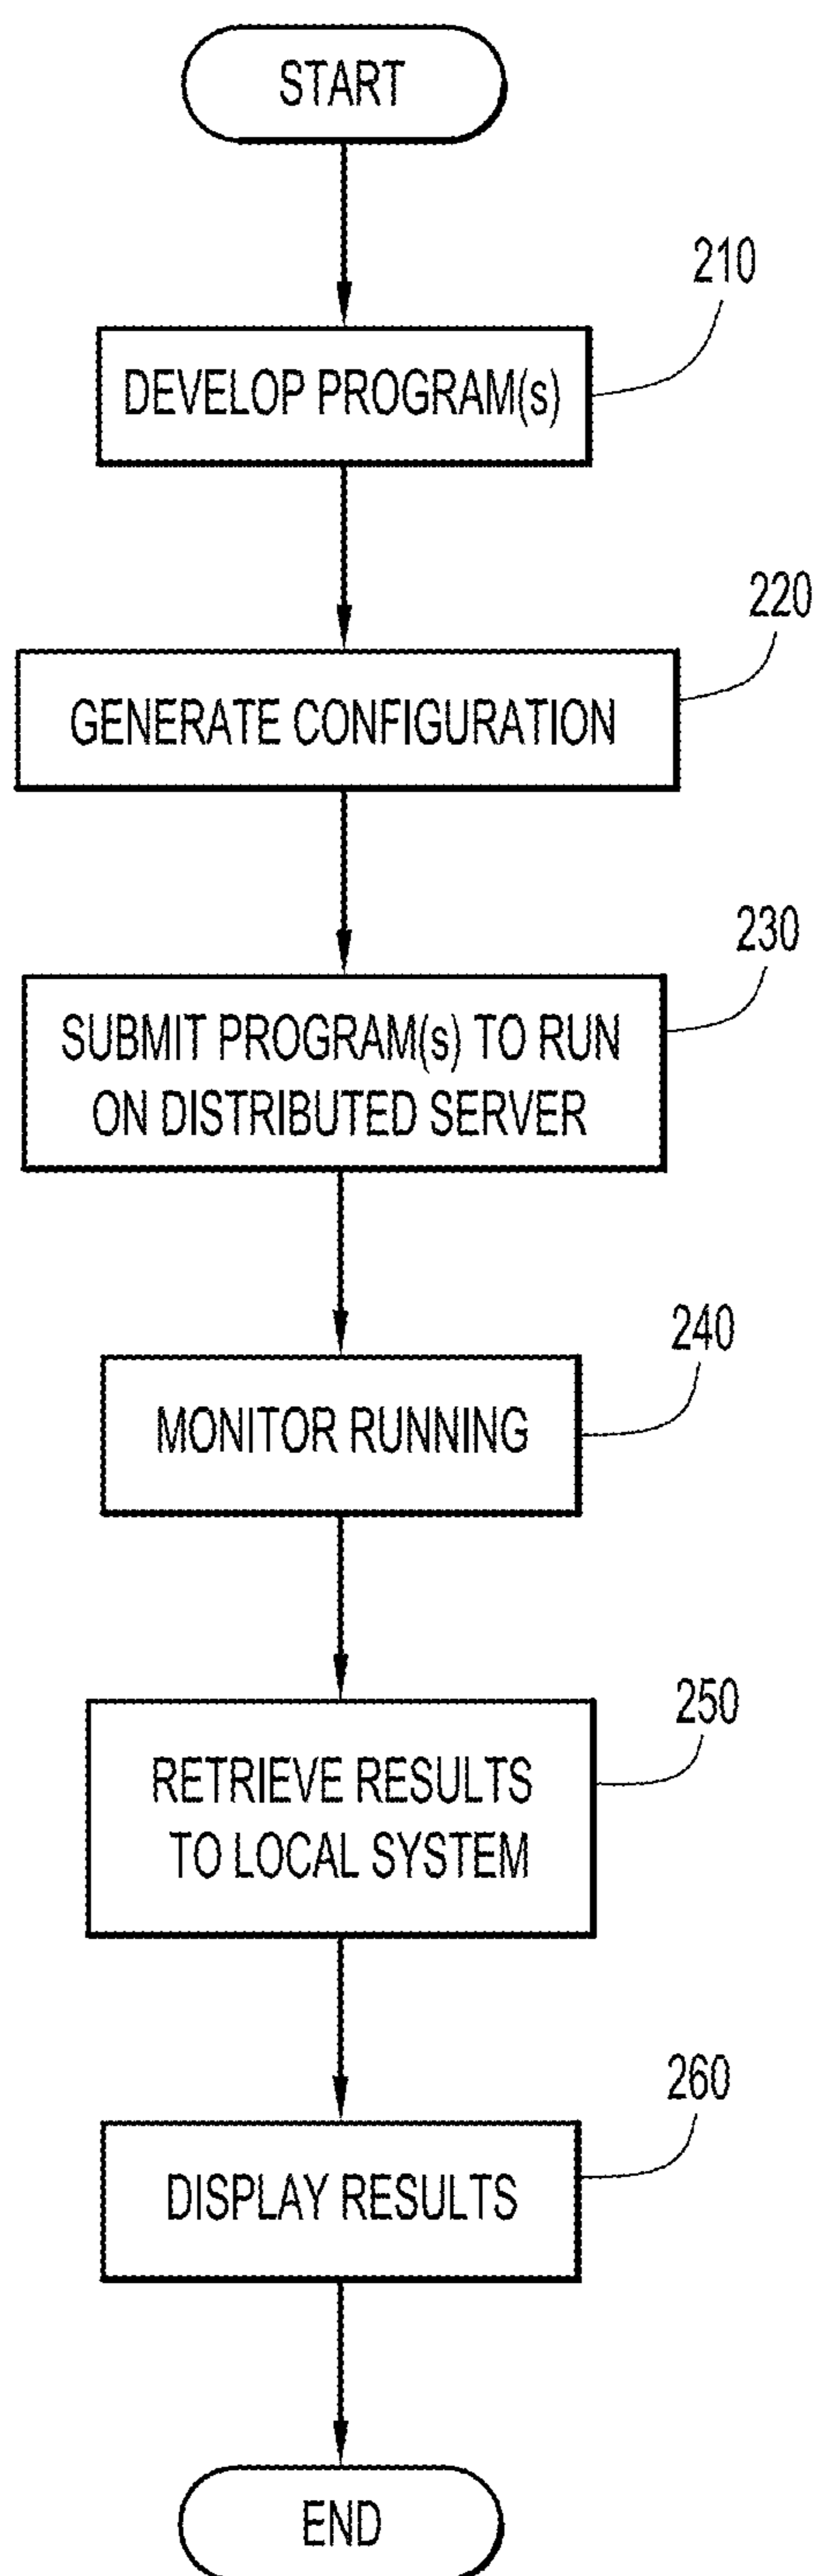 START
210
DEVELOP PROGRAM(s)
220
GENERATE CONFIGURATION
230
SUBMIT PROGRAM(s) TO RUN
ON DISTRIBUTED SERVER
240
MONITOR RUNNING
250
RETRIEVE RESULTS
TO LOCAL SYSTEM
260
DISPLAY RESULTS
END